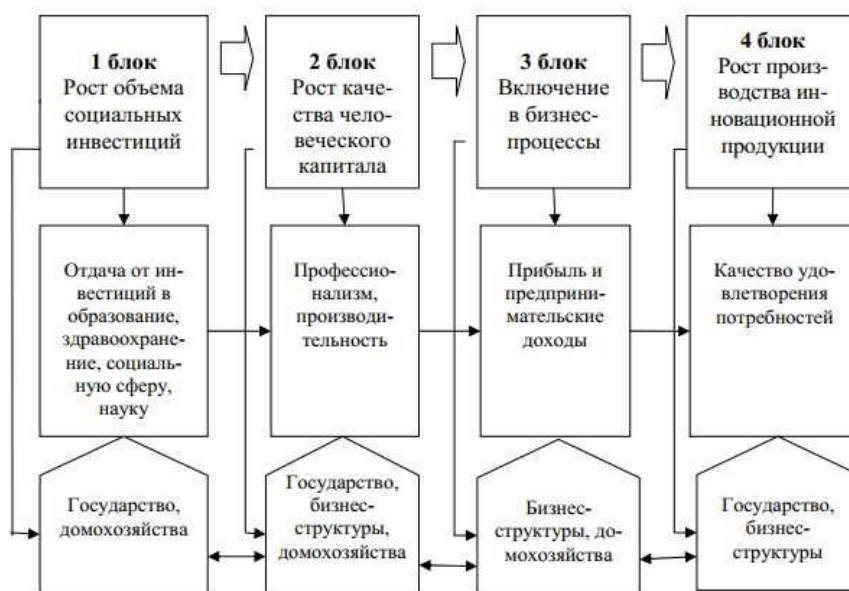 1 блок
Рост объема
социальных
инвестиций
2 блок
Рост каче-
ства чело-
веческого
капитала
3 блок
Включение
в бизнес-
процессы
4 блок
Рост произ-
водства ин-
новационной
продукции
Отдача от ин-
вестиций в
образование,
здравоохране-
ние, социаль-
ную сферу,
науку
Профессио-
нализм,
производи-
тельность
Прибыль и
предприни-
мательские
доходы
Качество удо-
влетворения
потребностей
Государство,
домохозяйства
Государство,
бизнес-
структуры,
домохозяйства
Бизнес-
структуры, до-
мохозяйства
Государство,
бизнес-
структуры